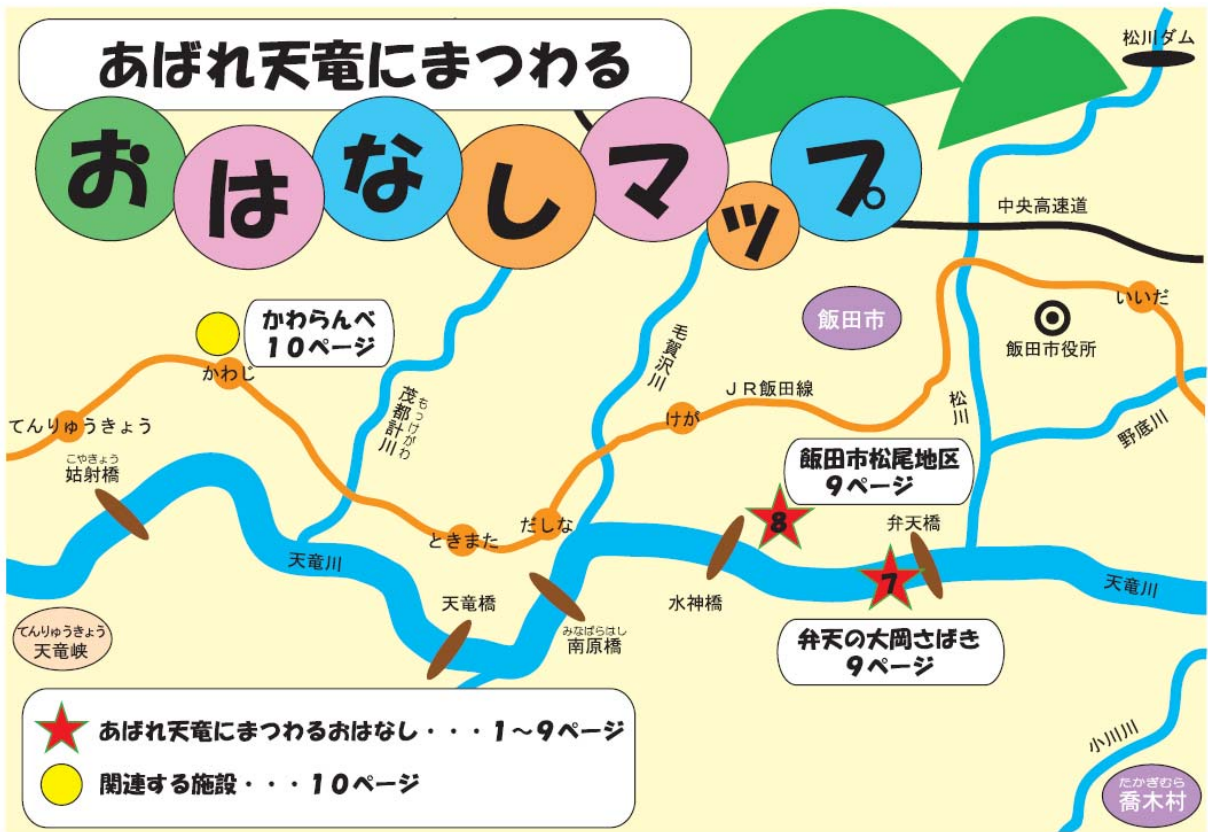 あばれ天竜にまつわる
おはなしマップ
松川ダム
中央高速道
かわらんべ
10ページ
かわじ
てんりゅうきょう
こやきょう
姑射橋
もっけがわ
茂都計川
毛賀沢川
飯田市
飯田市役所
いいだ
JR飯田線
けが
松川
野底川
飯田市松尾地区
9ページ
8
弁天橋
7
だしな
ときまた
天竜川
天竜橋
みなばらはし
南原橋
水神橋
天竜川
弁天の大岡さばき
9ページ
てんりゅうきょう
天竜峡
小川川
たかぎむら
喬木村
あばれ天竜にまつわるおはなし・・・1～9ページ
関連する施設・・・10ページ